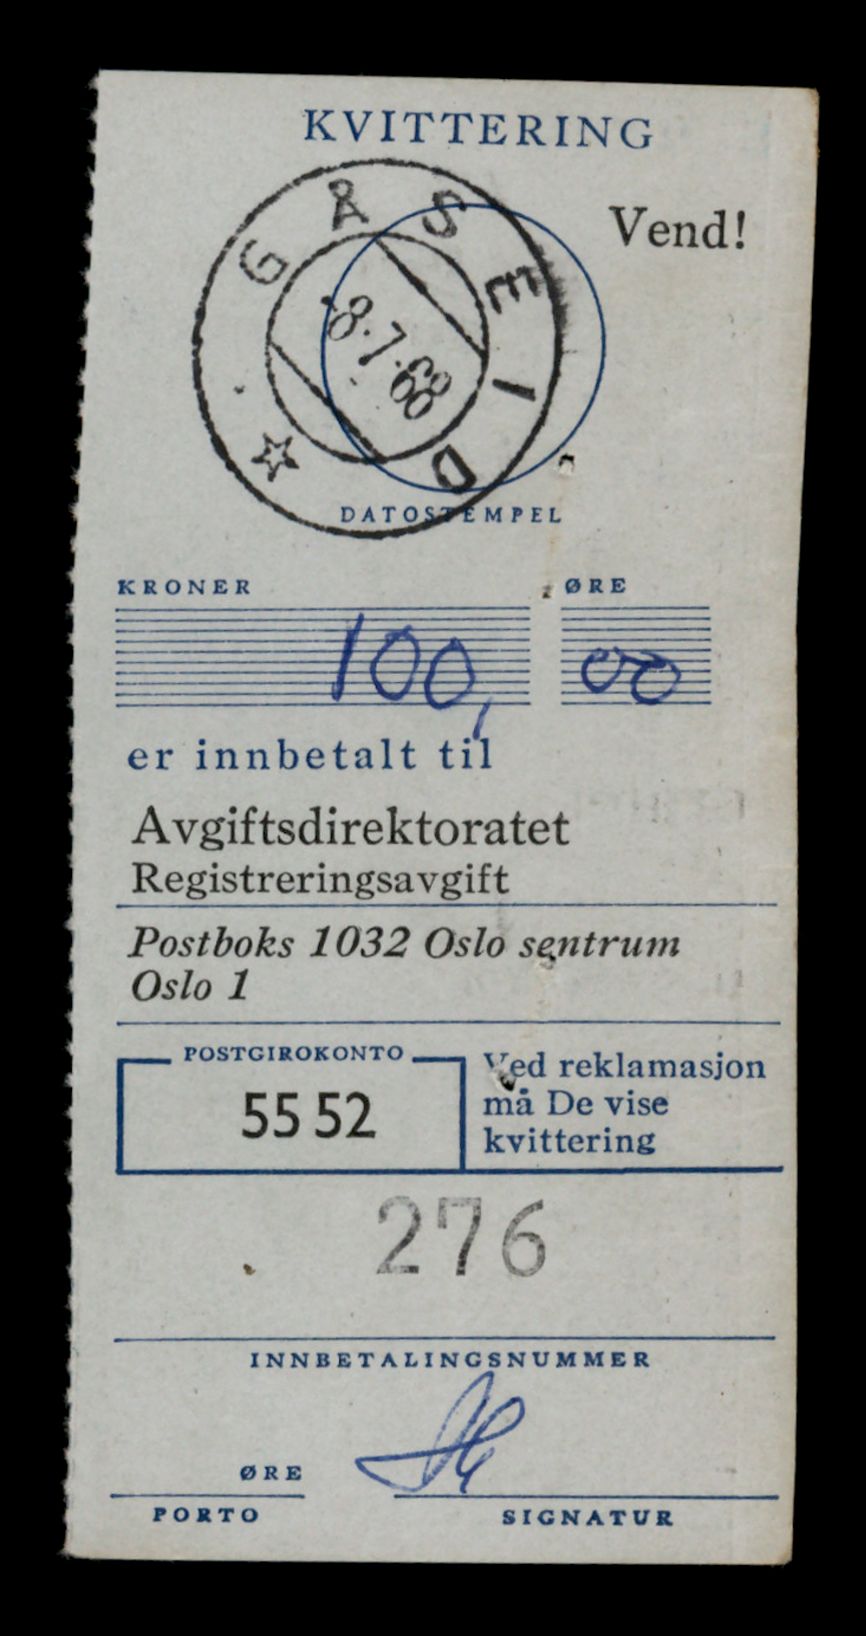 KVITTERING
Vend!
GÅSEID
8.7.68
DATOSTEMPEL
KRONER ØRE
100, 00
er innbetalt til
Avgiftsdirektoratet
Registreringsavgift
Postboks 1032 Oslo sentrum
Oslo 1
POSTGIROKONTO
55 52
Ved reklamasjon
må De vise
kvittering
276
INNBETALINGSNUMMER
ØRE
PORTO
SIGNATUR